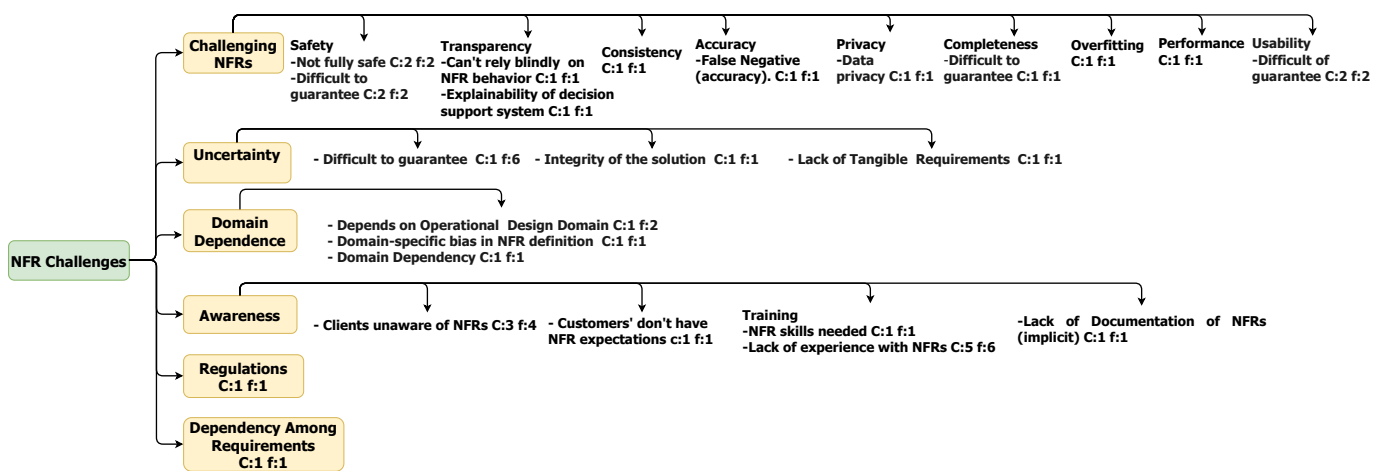 Challenging
NFRs
Safety
-Not fully safe C:2 f:2
-Difficult to
guarantee C:2 f:2
Transparency
-Can't rely blindly on
NFR behavior C:1 f:1
-Explainability of decision
support system C:1 f:1
Consistency
C:1 f:1
Accuracy
-False Negative
(accuracy). C:1 f:1
Privacy
-Data
privacy C:1 f:1
Completeness
-Difficult to
guarantee C:1 f:1
Overfitting
C:1 f:1
Performance
C:1 f:1
Usability
-Difficult of
guarantee C:2 f:2
Uncertainty
- Difficult to guarantee C:1 f:6
- Integrity of the solution C:1 f:1
- Lack of Tangible Requirements C:1 f:1
Domain
Dependence
- Depends on Operational Design Domain C:1 f:2
- Domain-specific bias in NFR definition C:1 f:1
- Domain Dependency C:1 f:1
NFR Challenges
Awareness
- Clients unaware of NFRs C:3 f:4
- Customers' don't have
NFR expectations c:1 f:1
Training
-NFR skills needed C:1 f:1
-Lack of experience with NFRs C:5 f:6
-Lack of Documentation of NFRs
(implicit) C:1 f:1
Regulations
C:1 f:1
Dependency Among
Requirements
C:1 f:1